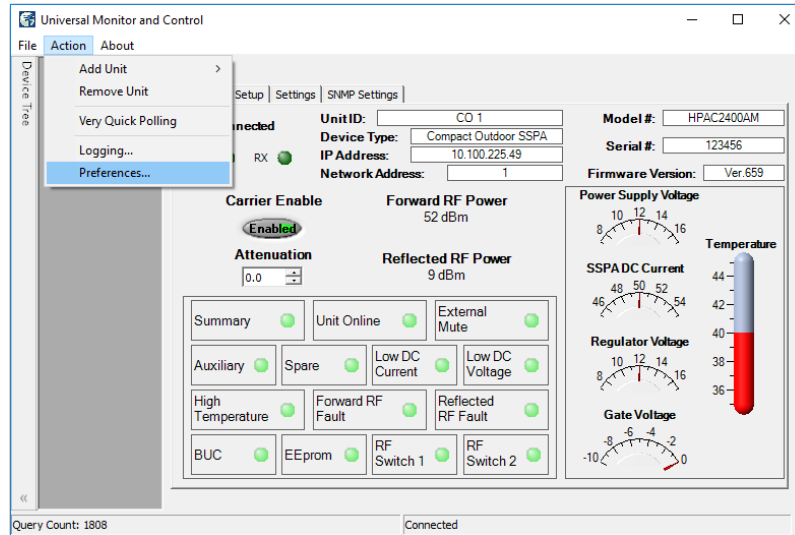 Universal Monitor and Control
File Action About
Device Tree
Add Unit >
Remove Unit
Very Quick Polling
Logging...
Preferences...
Setup Settings SNMP Settings
RX
Unit ID: CO 1
Device Type: Compact Outdoor SSPA
IP Address: 10.100.225.49
Network Address: 1
Model #: HPAC2400AM
Serial #: 123456
Firmware Version: Ver.659
Carrier Enable
Enabled
Attenuation
0.0
Forward RF Power
52 dBm
Reflected RF Power
9 dBm
Summary
Unit Online
External
Mute
Auxiliary
Spare
Low DC
Current
Low DC
Voltage
High
Temperature
Forward RF
Fault
Reflected
RF Fault
BUC
EEprom
RF
Switch 1
RF
Switch 2
Power Supply Voltage
8 10 12 14 16
SSPA DC Current
46 48 50 52 54
Regulator Voltage
8 10 12 14 16
Gate Voltage
-10 -8 -6 -4 -2 0
Temperature
44
42
40
38
36
«
Query Count: 1808
Connected